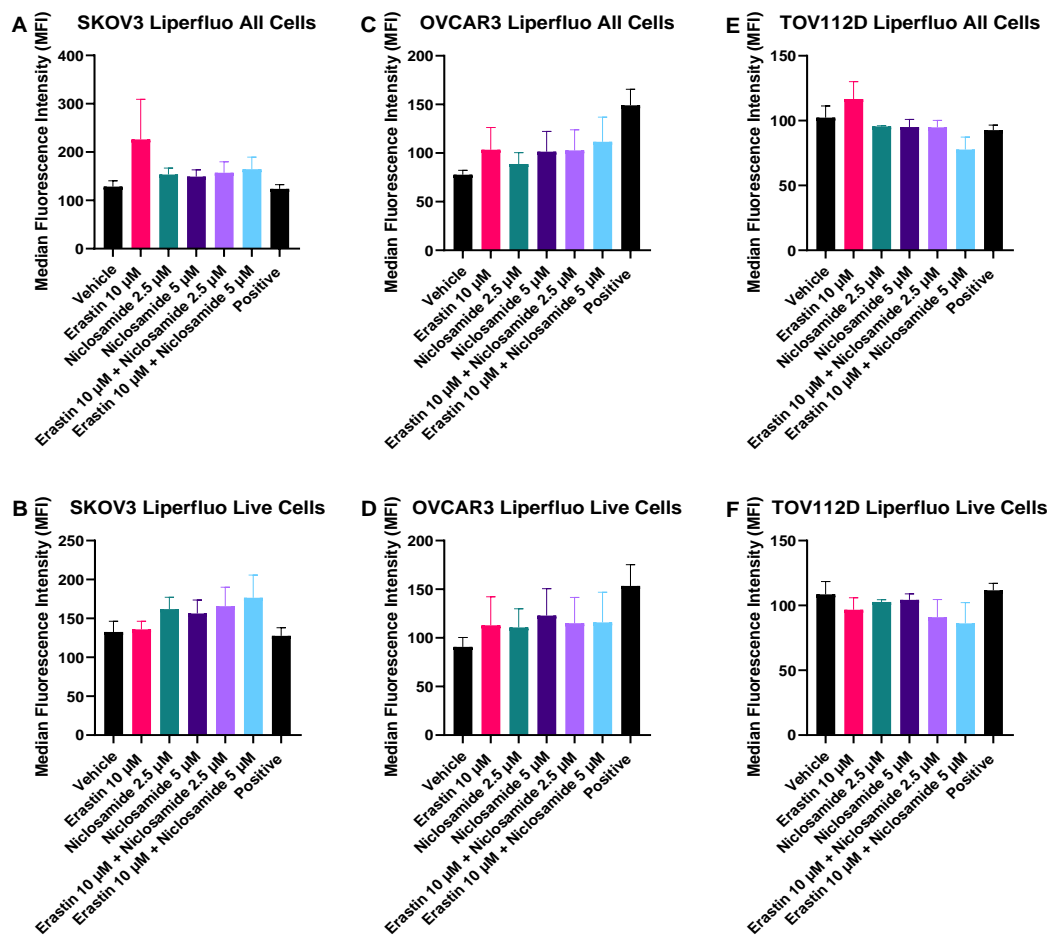 A
SKOV3 Liperfluo All Cells
Median Fluorescence Intensity (MFI)
400
300
200
100
0
Vehicle
Erastin 10 µM
Niclosamide 2.5 µM
Niclosamide 5 µM
Erastin 10 µM + Niclosamide 2.5 µM
Erastin 10 µM + Niclosamide 5 µM
Positive
C
OVCAR3 Liperfluo All Cells
Median Fluorescence Intensity (MFI)
200
150
100
50
0
Vehicle
Erastin 10 µM
Niclosamide 2.5 µM
Niclosamide 5 µM
Erastin 10 µM + Niclosamide 2.5 µM
Erastin 10 µM + Niclosamide 5 µM
Positive
E
TOV112D Liperfluo All Cells
Median Fluorescence Intensity (MFI)
150
100
50
0
Vehicle
Erastin 10 µM
Niclosamide 2.5 µM
Niclosamide 5 µM
Erastin 10 µM + Niclosamide 2.5 µM
Erastin 10 µM + Niclosamide 5 µM
Positive
B
SKOV3 Liperfluo Live Cells
Median Fluorescence Intensity (MFI)
250
200
150
100
50
0
Vehicle
Erastin 10 µM
Niclosamide 2.5 µM
Niclosamide 5 µM
Erastin 10 µM + Niclosamide 2.5 µM
Erastin 10 µM + Niclosamide 5 µM
Positive
D
OVCAR3 Liperfluo Live Cells
Median Fluorescence Intensity (MFI)
200
150
100
50
0
Vehicle
Erastin 10 µM
Niclosamide 2.5 µM
Niclosamide 5 µM
Erastin 10 µM + Niclosamide 2.5 µM
Erastin 10 µM + Niclosamide 5 µM
Positive
F
TOV112D Liperfluo Live Cells
Median Fluorescence Intensity (MFI)
150
100
50
0
Vehicle
Erastin 10 µM
Niclosamide 2.5 µM
Niclosamide 5 µM
Erastin 10 µM + Niclosamide 2.5 µM
Erastin 10 µM + Niclosamide 5 µM
Positive